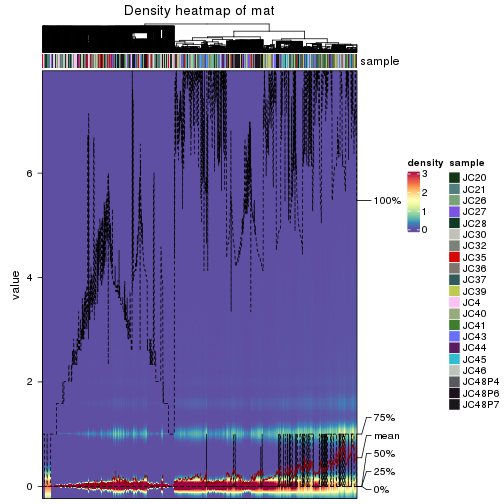 Density heatmap of mat
sample
6
4
2
0
value
100%
75%
mean
50%
25%
0%
density
3
2
1
0
sample
JC20
JC21
JC26
JC27
JC28
JC30
JC32
JC35
JC36
JC37
JC39
JC4
JC40
JC41
JC43
JC44
JC45
JC46
JC48P4
JC48P6
JC48P7